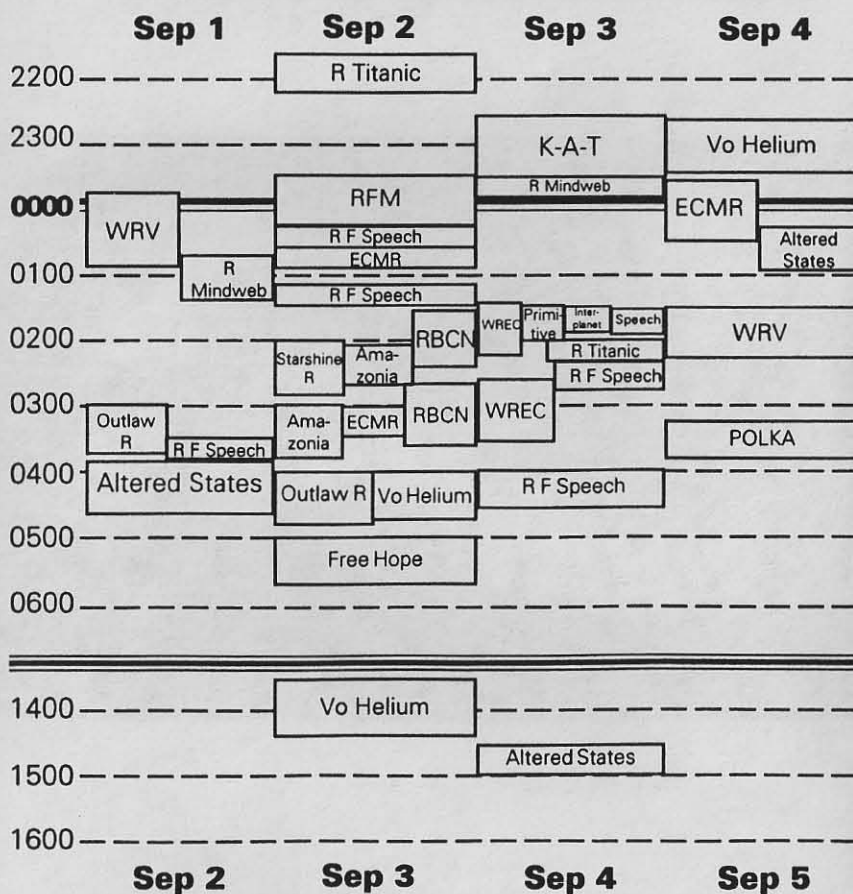 Sep 1 Sep 2 Sep 3 Sep 4
R Titanic
2200
2300
K-A-T
Vo Helium
RFM
R Mindweb
0000
WRV
ECMR
R F Speech
Altered
States
ECMR
R
Mindweb
0100
R F Speech
WREC
Primi-
tive
Inter-
planet
Speech
RBCN
WRV
0200
Starshine
R
Ama-
zonia
R Titanic
R F Speech
0300
Outlaw
R
Ama-
zonia
ECMR
RBCN
WREC
POLKA
R F Speech
0400
Altered States
Outlaw R
Vo Helium
R F Speech
0500
Free Hope
0600
1400
Vo Helium
Altered States
1500
1600
Sep 2 Sep 3 Sep 4 Sep 5